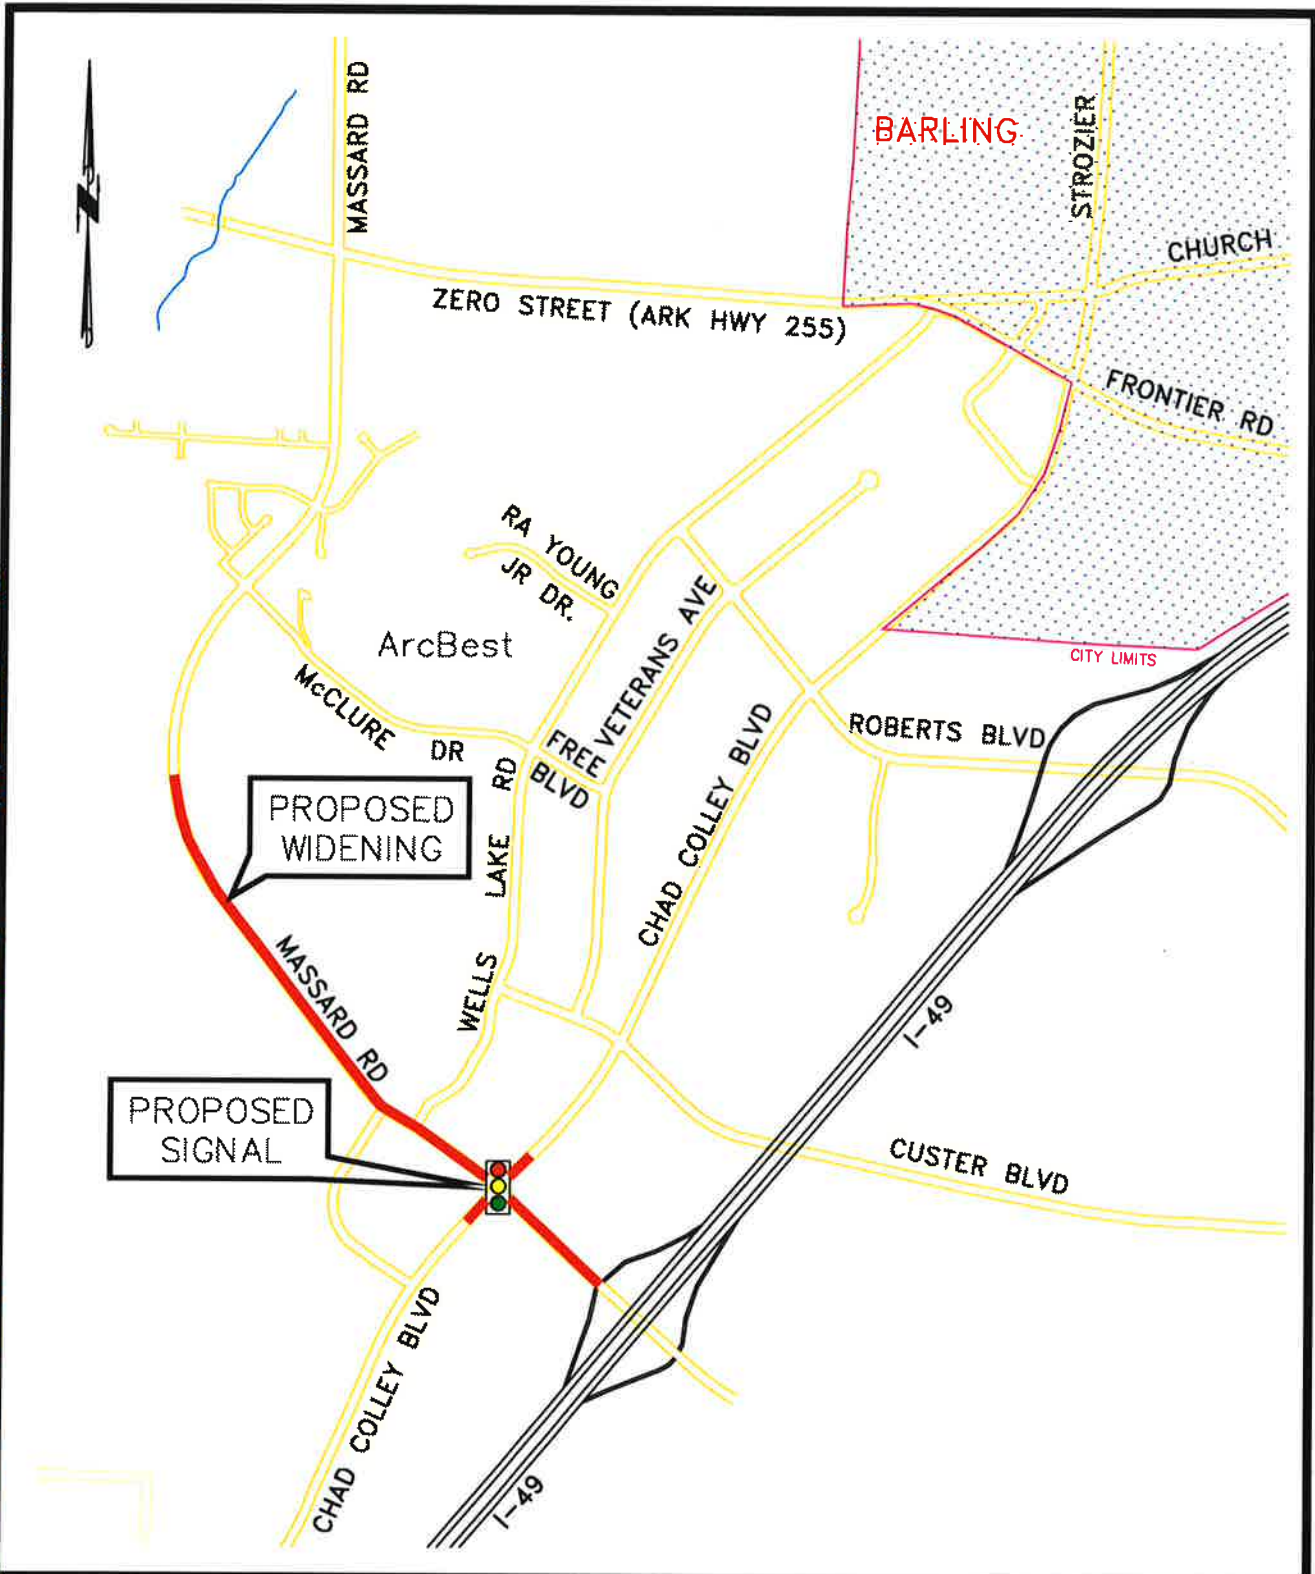 MASSARD RD
BARLING
STROZIER
CHURCH
ZERO STREET (ARK HWY 255)
FRONTIER RD
N
RA YOUNG
JR DR.
ArcBest
VETERANS AVE
CITY LIMITS
McCLURE DR
FREE
BLVD
ROBERTS BLVD
CHAD COLLEY BLVD
WELLS LAKE RD
PROPOSED
WIDENING
MASSARD RD
I-49
PROPOSED
SIGNAL
CUSTER BLVD
CHAD COLLEY BLVD
I-49